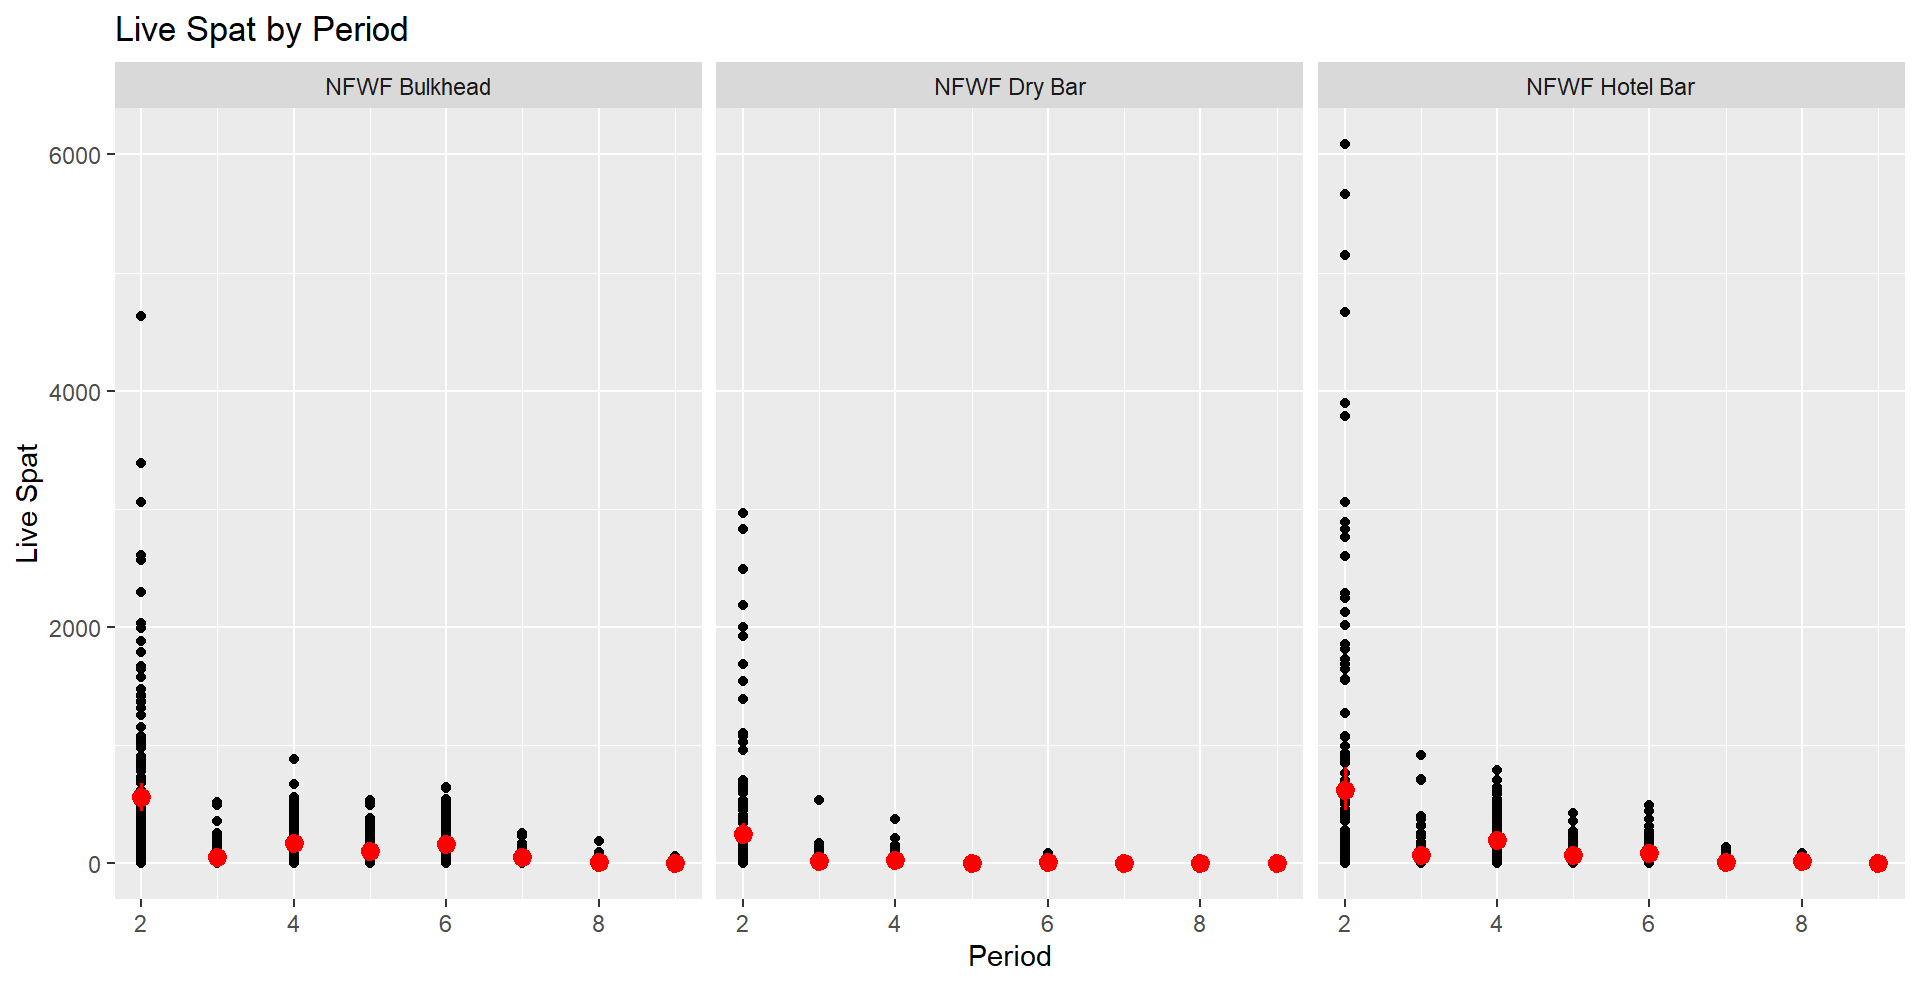 Live Spat by Period
NFWF Bulkhead
NFWF Dry Bar
NFWF Hotel Bar
Live Spat
6000
4000
2000
0
2 4 6 8
2 4 6 8
2 4 6 8
Period